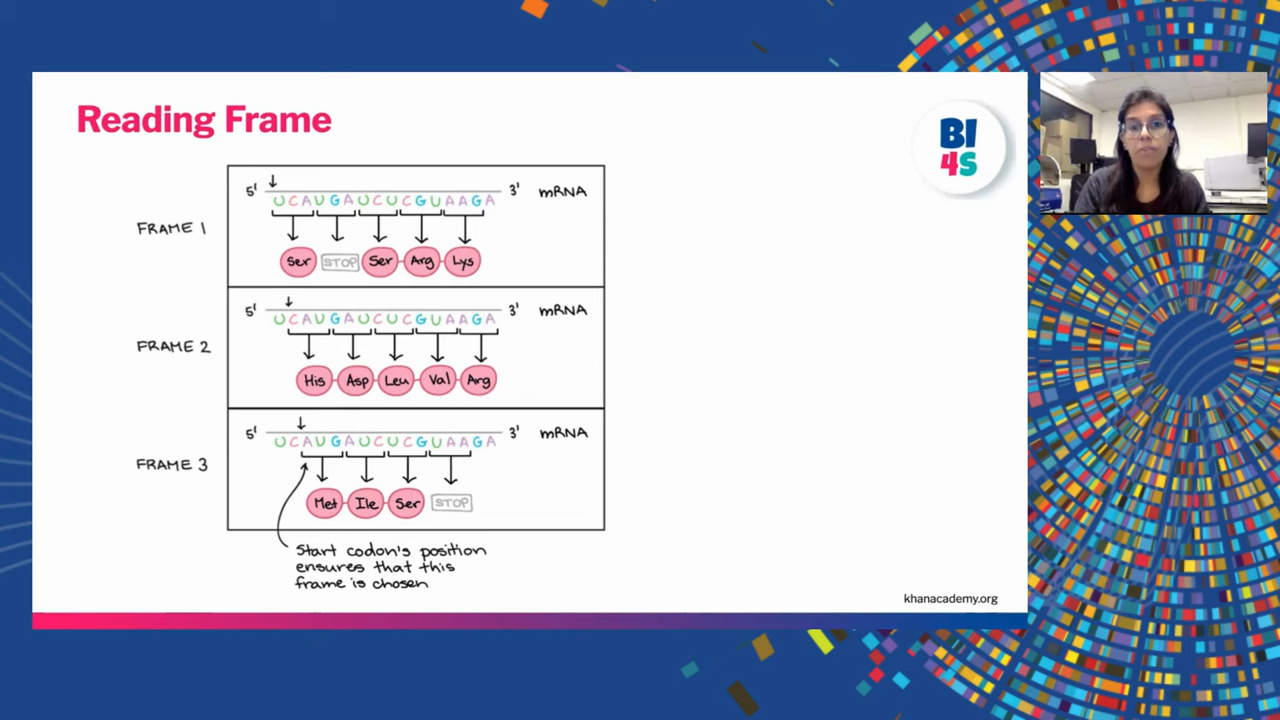 Reading Frame
BI
4S
FRAME 1
5' UCAUGAUCUCGUAAGA 3' mRNA
Ser STOP Ser Arg Lys
FRAME 2
5' UCAUGAUCUCGUAAGA 3' mRNA
His Asp Leu Val Arg
FRAME 3
5' UCAUGAUCUCGUAAGA 3' mRNA
Met Ile Ser STOP
Start codon's position
ensures that this
frame is chosen
khanacademy.org